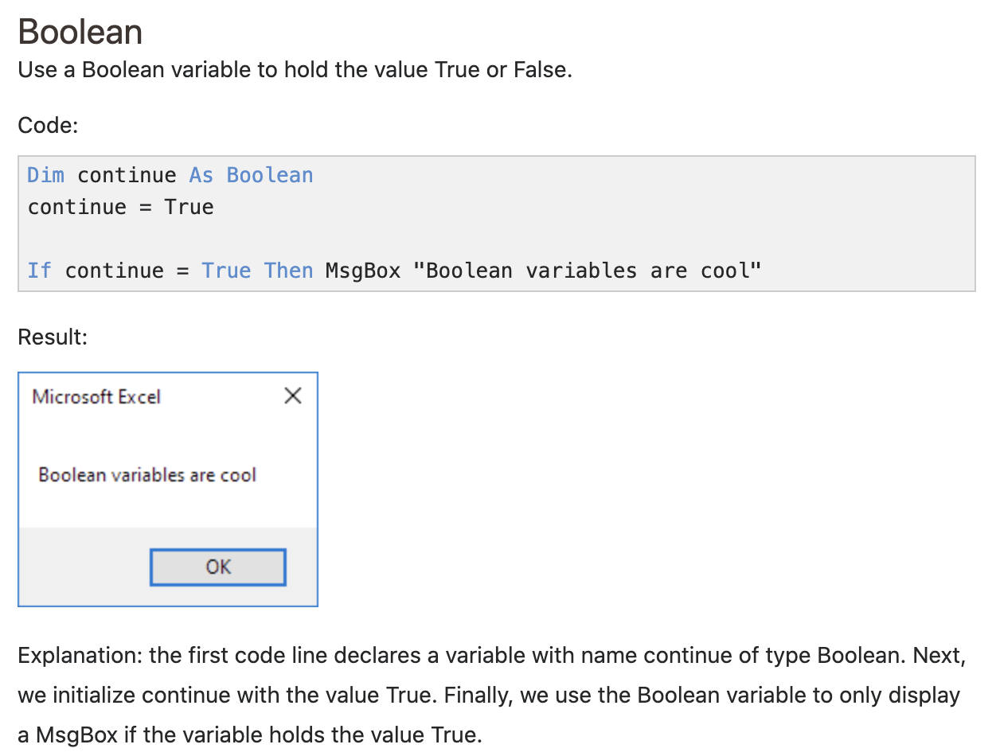 Boolean
Use a Boolean variable to hold the value True or False.
Code:
Dim continue As Boolean
continue = True
If continue = True Then MsgBox "Boolean variables are cool"
Result:
Microsoft Excel
Boolean variables are cool
OK
Explanation: the first code line declares a variable with name continue of type Boolean. Next,
we initialize continue with the value True. Finally, we use the Boolean variable to only display
a MsgBox if the variable holds the value True.